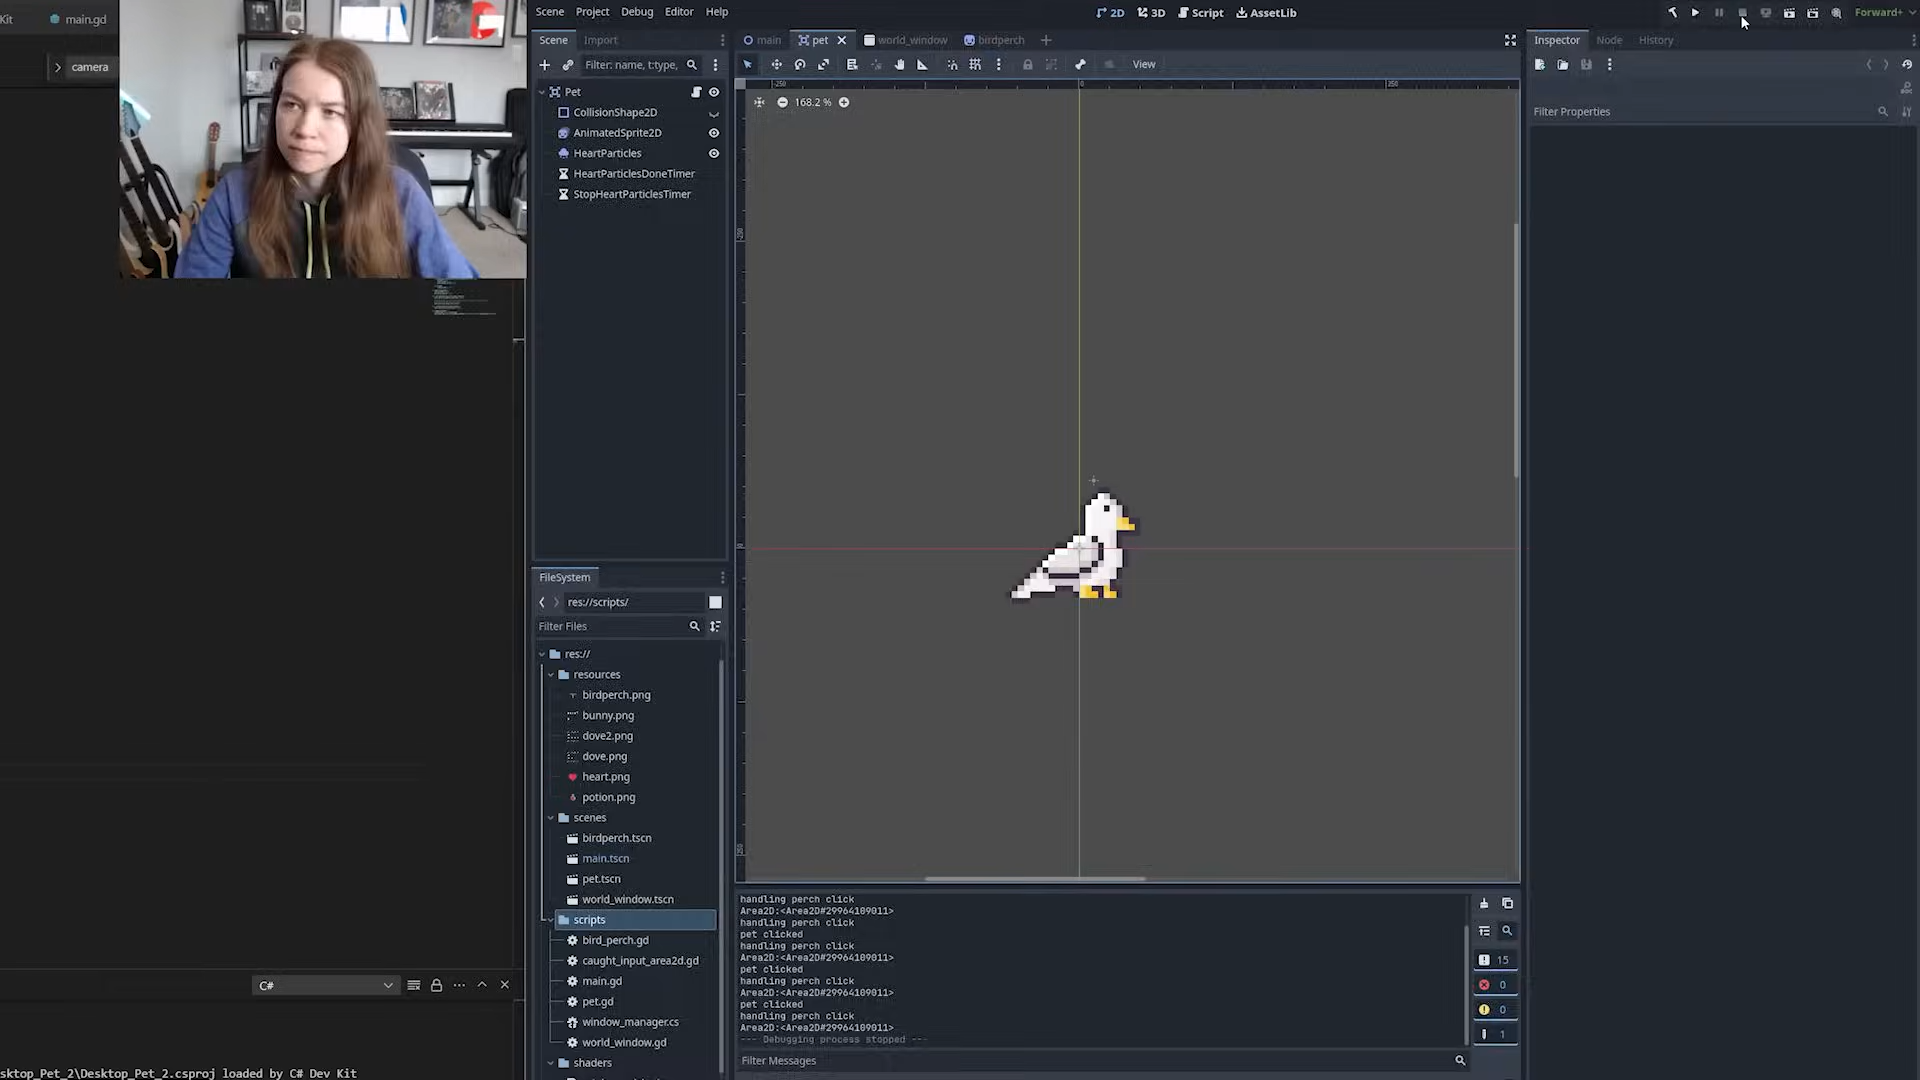 Kit
main.gd
camera
C#
sktop_Pet_2\Desktop_Pet_2.csproj loaded by C# Dev Kit
Scene Project Debug Editor Help
2D 3D Script AssetLib
Forward+
Scene Import
Filter: name, t:type,
Pet
CollisionShape2D
AnimatedSprite2D
HeartParticles
HeartParticlesDoneTimer
StopHeartParticlesTimer
FileSystem
res://scripts/
Filter Files
res://
resources
birdperch.png
bunny.png
dove2.png
dove.png
heart.png
potion.png
scenes
birdperch.tscn
main.tscn
pet.tscn
world_window.tscn
scripts
bird_perch.gd
caught_input_area2d.gd
main.gd
pet.gd
window_manager.cs
world_window.gd
shaders
main pet world_window birdperch
View
-250 0 250
168.2 %
handling perch click
Area2D:<Area2D#29964109011>
handling perch click
pet clicked
handling perch click
Area2D:<Area2D#29964109011>
pet clicked
handling perch click
Area2D:<Area2D#29964109011>
pet clicked
handling perch click
Area2D:<Area2D#29964109011>
--- Debugging process stopped ---
Filter Messages
15
0
0
1
Inspector Node History
Filter Properties